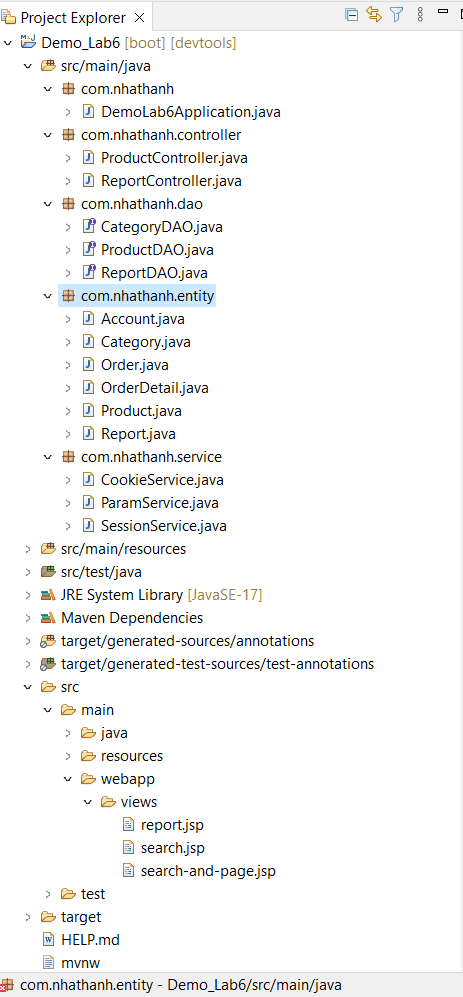 Project Explorer
Demo_Lab6 [boot] [devtools]
src/main/java
com.nhathanh
DemoLab6Application.java
com.nhathanh.controller
ProductController.java
ReportController.java
com.nhathanh.dao
CategoryDAO.java
ProductDAO.java
ReportDAO.java
com.nhathanh.entity
Account.java
Category.java
Order.java
OrderDetail.java
Product.java
Report.java
com.nhathanh.service
CookieService.java
ParamService.java
SessionService.java
src/main/resources
src/test/java
JRE System Library [JavaSE-17]
Maven Dependencies
target/generated-sources/annotations
target/generated-test-sources/test-annotations
src
main
java
resources
webapp
views
report.jsp
search.jsp
search-and-page.jsp
test
target
HELP.md
mvnw
com.nhathanh.entity - Demo_Lab6/src/main/java